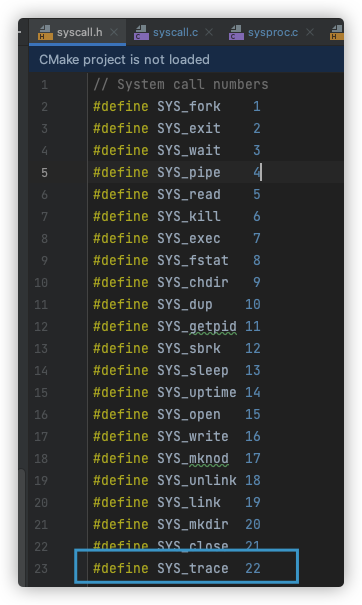 syscall.h × syscall.c × sysproc.c ×
CMake project is not loaded
1 // System call numbers
2 #define SYS_fork    1
3 #define SYS_exit    2
4 #define SYS_wait    3
5 #define SYS_pipe    4
6 #define SYS_read    5
7 #define SYS_kill    6
8 #define SYS_exec    7
9 #define SYS_fstat   8
10 #define SYS_chdir   9
11 #define SYS_dup    10
12 #define SYS_getpid 11
13 #define SYS_sbrk   12
14 #define SYS_sleep  13
15 #define SYS_uptime 14
16 #define SYS_open   15
17 #define SYS_write  16
18 #define SYS_mknod  17
19 #define SYS_unlink 18
20 #define SYS_link   19
21 #define SYS_mkdir  20
22 #define SYS_close  21
23 #define SYS_trace  22